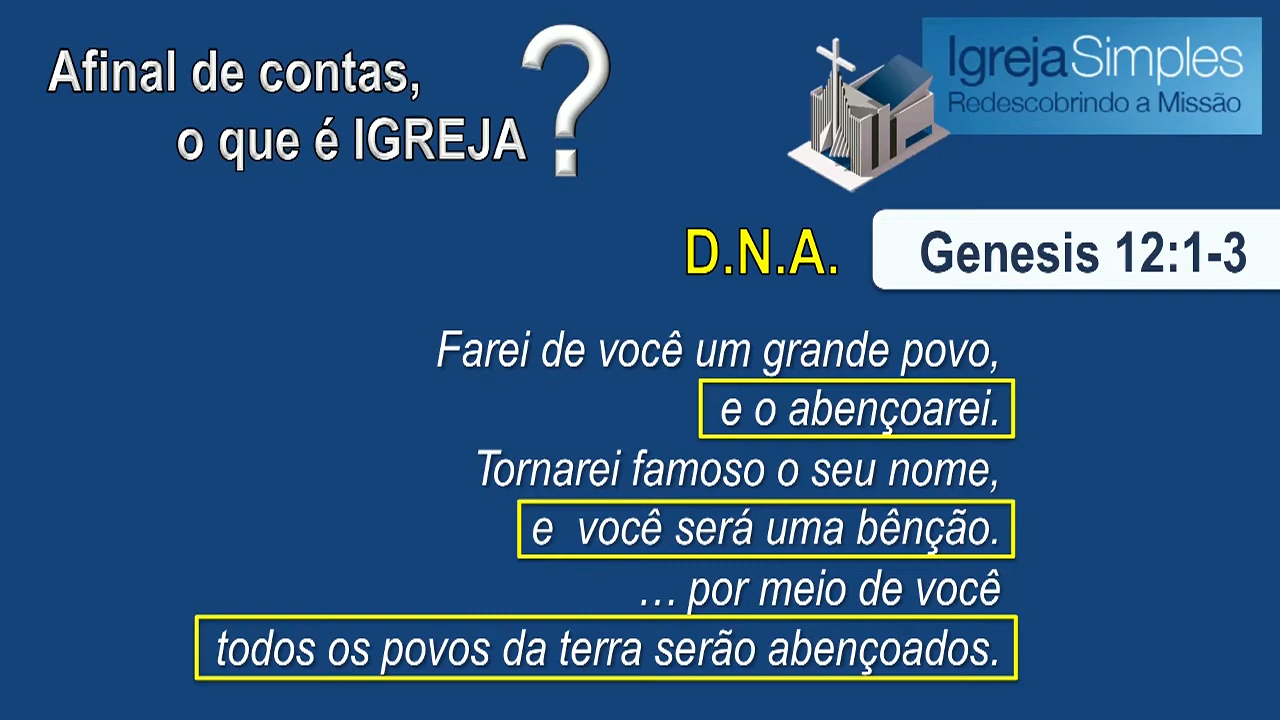 Afinal de contas,
o que é IGREJA
?
IgrejaSimples
Redescobrindo a Missão
D.N.A.
Genesis 12:1-3
Farei de você um grande povo,
e o abençoarei.
Tornarei famoso o seu nome,
e você será uma bênção.
... por meio de você
todos os povos da terra serão abençoados.